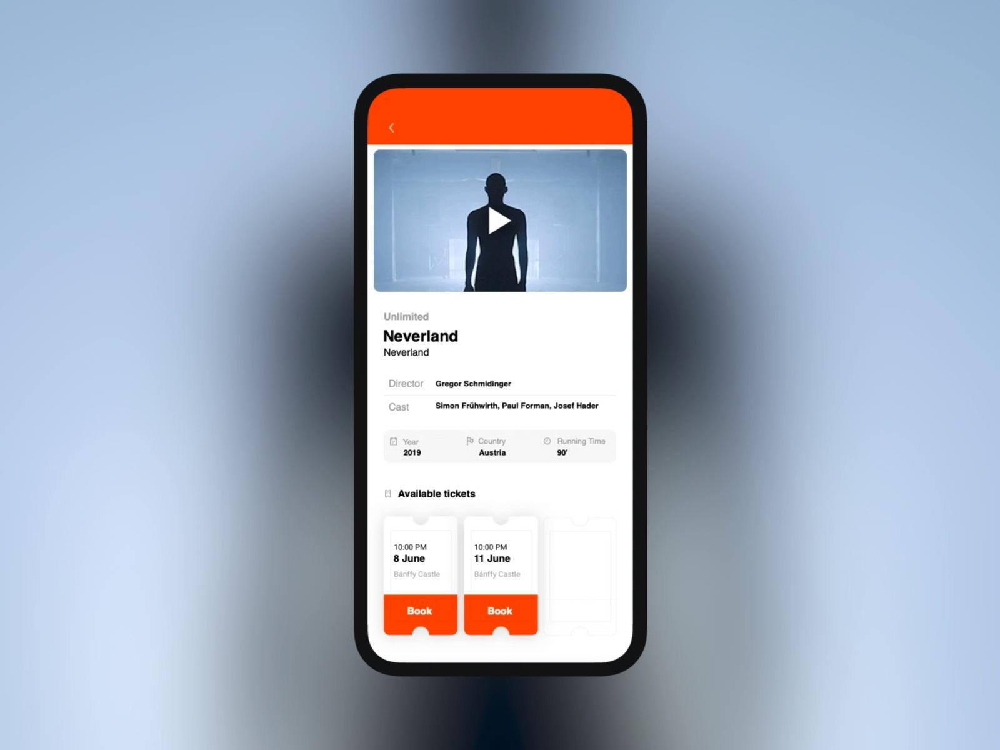 Unlimited
Neverland
Neverland
Director Gregor Schmidinger
Cast Simon Frühwirth, Paul Forman, Josef Hader
Year Country Running Time
2019 Austria 90'
Available tickets
10:00 PM 10:00 PM
8 June 11 June
Bánffy Castle Bánffy Castle
Book Book